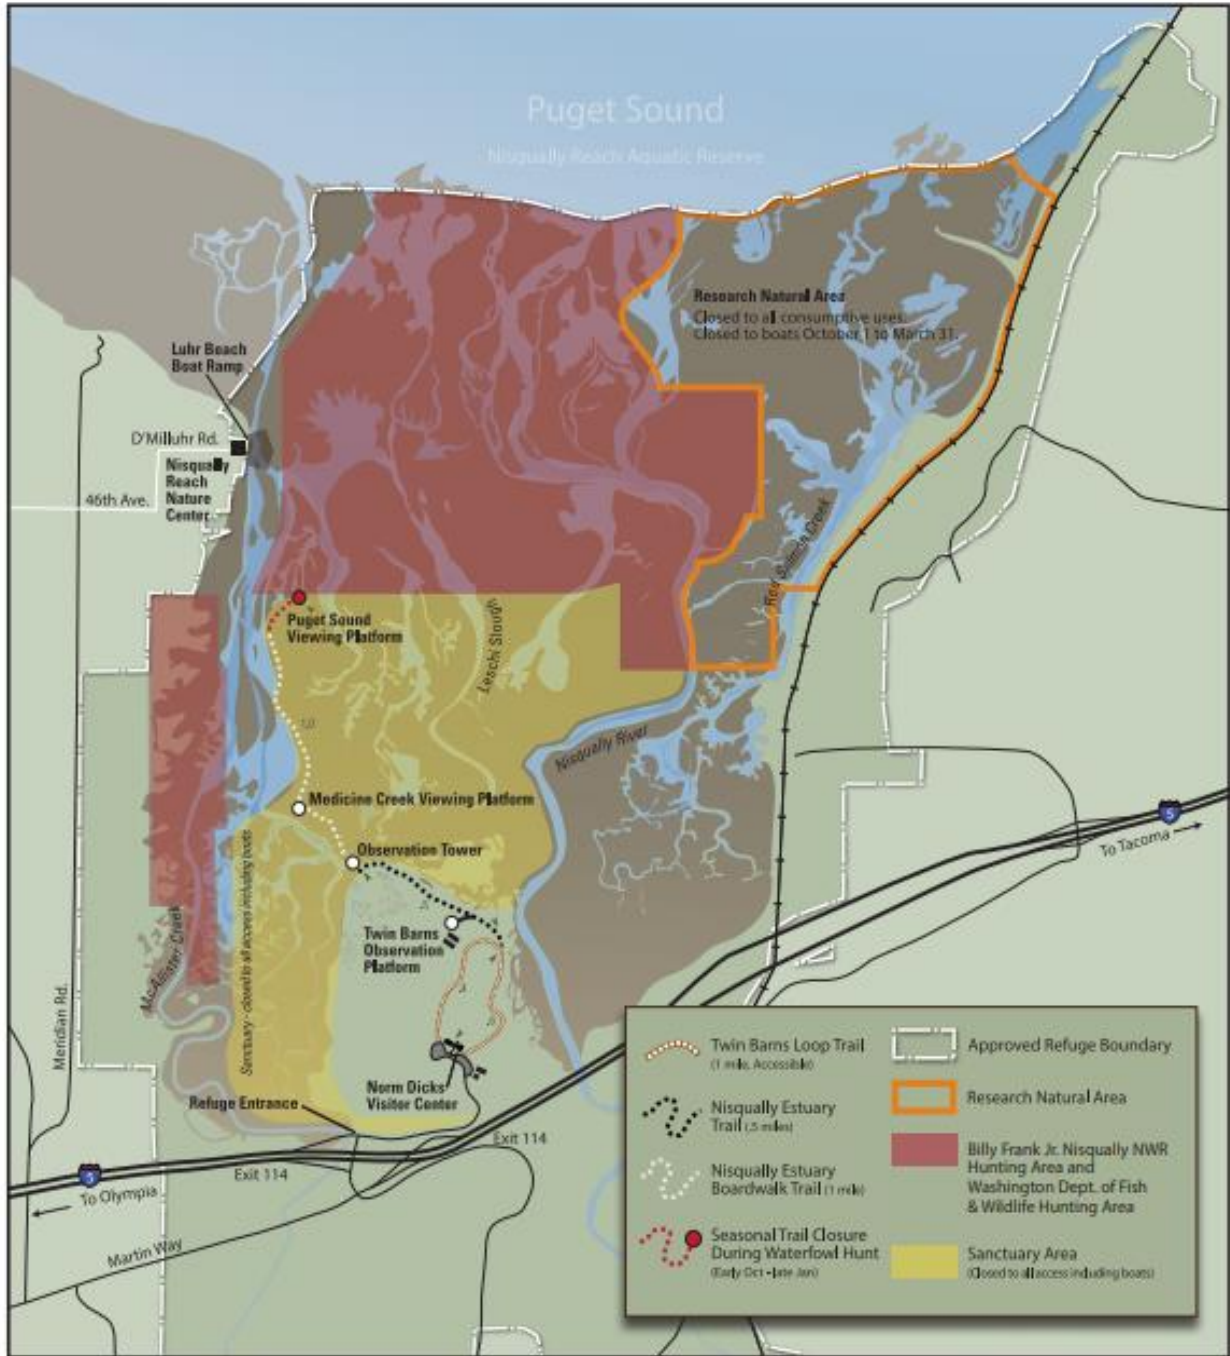 Puget Sound
Nisqually Reach Aquatic Reserve
Research Natural Area
Closed to all consumptive uses.
Closed to boats October 1 to March 31.
Luhr Beach
Boat Ramp
D'Milluhr Rd.
Nisqually
Reach
Nature
Center
46th Ave.
Red Salmon Creek
Puget Sound
Viewing Platform
Leschi Slough
1.0
Nisqually River
Medicine Creek Viewing Platform
Observation Tower
5
To Tacoma
Twin Barns
Observation
Platform
McAllister Creek
Sanctuary - closed to all access including boats
Meridian Rd.
Norm Dicks
Visitor Center
Refuge Entrance
Exit 114
Exit 114
5
To Olympia
Martin Way
Twin Barns Loop Trail
(1 mile, Accessible)
Nisqually Estuary
Trail (.5 miles)
Nisqually Estuary
Boardwalk Trail (1 mile)
Seasonal Trail Closure
During Waterfowl Hunt
(Early Oct - late Jan)
Approved Refuge Boundary
Research Natural Area
Billy Frank Jr. Nisqually NWR
Hunting Area and
Washington Dept. of Fish
& Wildlife Hunting Area
Sanctuary Area
(Closed to all access including boats)